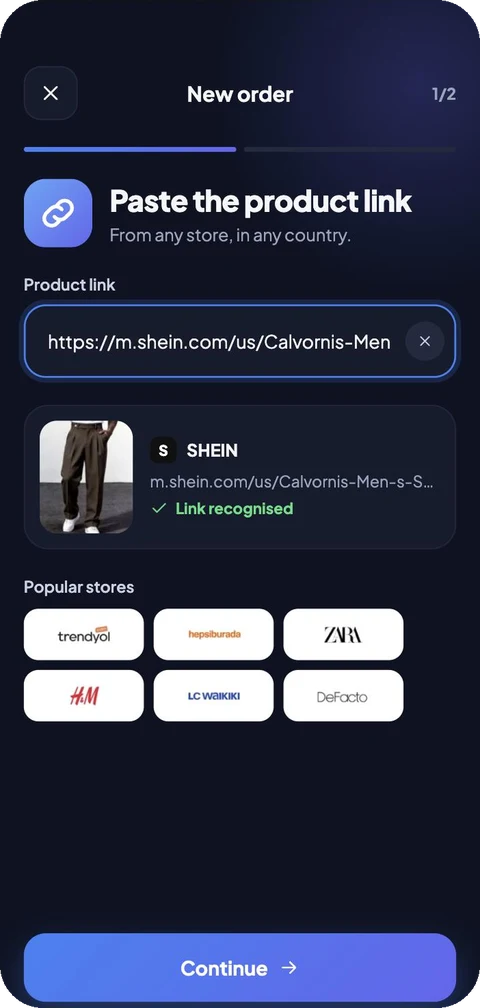 New order
1/2
Paste the product link
From any store, in any country.
Product link
https://m.shein.com/us/Calvornis-Men
S SHEIN
m.shein.com/us/Calvornis-Men-s-S...
Link recognised
Popular stores
trendyol hepsiburada ZARA
H&M LC WAIKIKI DeFacto
Continue